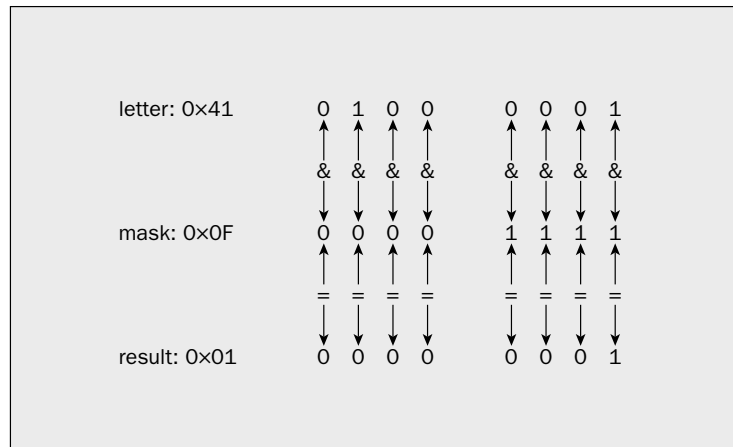 letter: 0×41 0 1 0 0 0 0 0 1
& & & & & & & &
mask: 0×0F 0 0 0 0 1 1 1 1
= = = = = = = =
result: 0×01 0 0 0 0 0 0 0 1